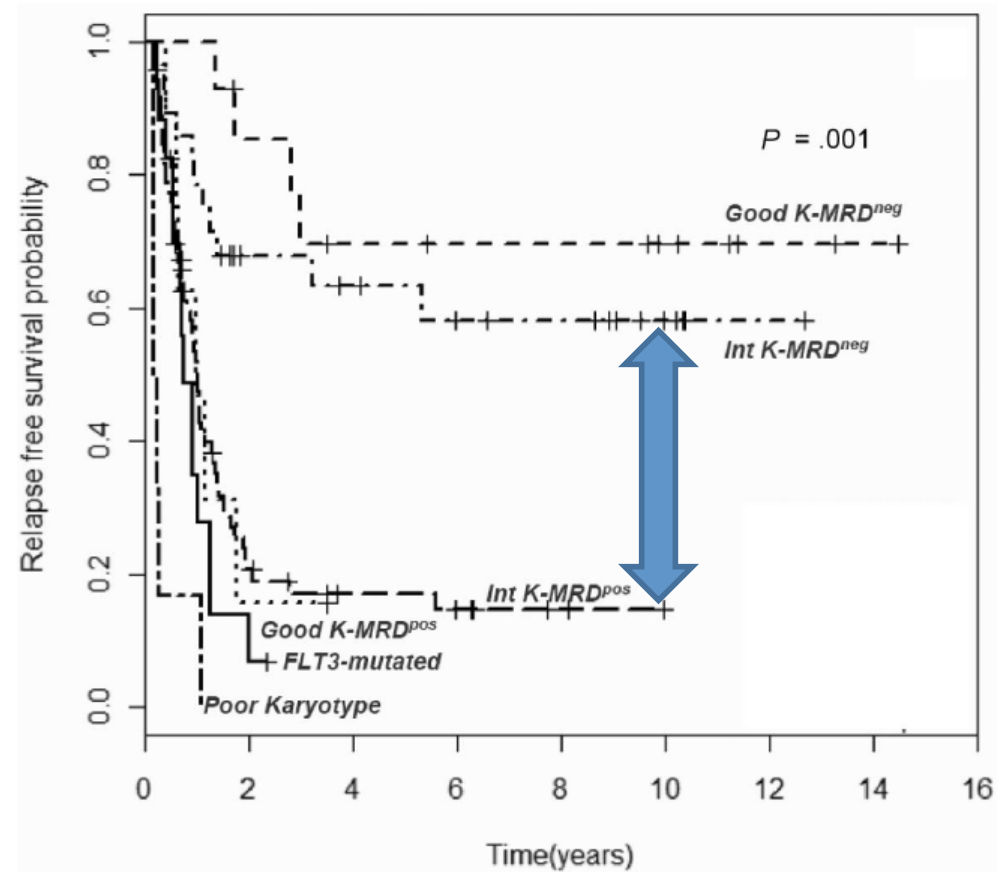 Relapse free survival probability
1.0
0.8
0.6
0.4
0.2
0.0
P = .001
Good K-MRDneg
Int K-MRDneg
Int K-MRDpos
Good K-MRDpos
FLT3-mutated
Poor Karyotype
0 2 4 6 8 10 12 14 16
Time(years)